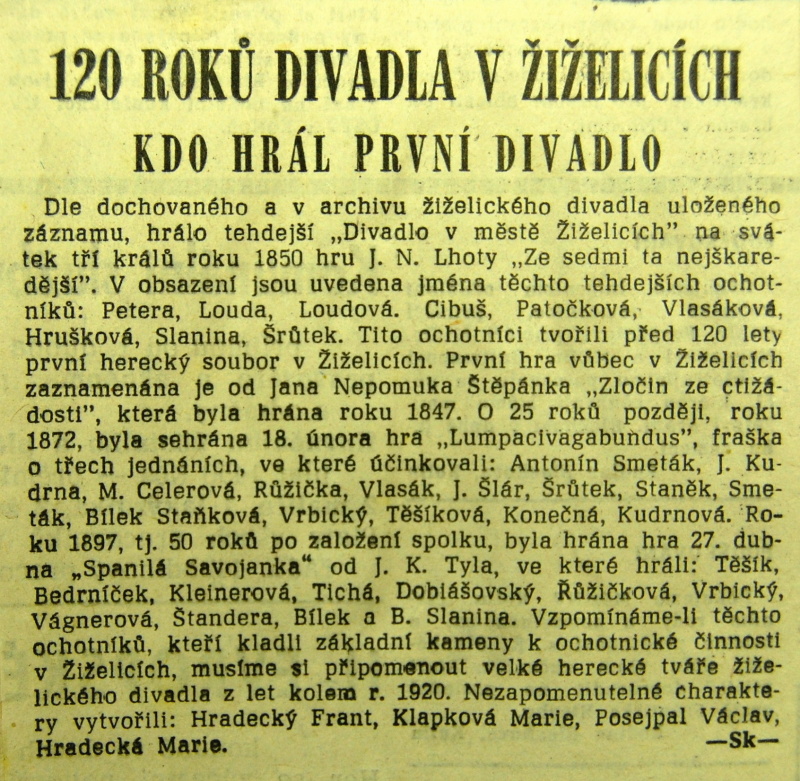 120 ROKŮ DIVADLA V ŽIŽELICÍCH
KDO HRÁL PRVNÍ DIVADLO
Dle dochovaného a v archivu žiželického divadla uloženého
záznamu, hrálo tehdejší „Divadlo v městě Žiželicích” na svá-
tek tří králů roku 1850 hru J. N. Lhoty „Ze sedmi ta nejškare-
dější”. V obsazení jsou uvedena jména těchto tehdejších ochot-
níků: Petera, Louda, Loudová. Cibuš, Patočková, Vlasáková,
Hrušková, Slanina, Šrůtek. Tito ochotníci tvořili před 120 lety
první herecký soubor v Žiželicích. První hra vůbec v Žiželicích
zaznamenána je od Jana Nepomuka Štěpánka „Zločin ze ctižá-
dosti”, která byla hrána roku 1847. O 25 roků později, roku
1872, byla sehrána 18. února hra „Lumpacivagabundus”, fraška
o třech jednáních, ve které účinkovali: Antonín Smeták, J. Ku-
drna, M. Celerová, Růžička, Vlasák, J. Šlár, Šrůtek, Staněk, Sme-
ták, Bílek Staňková, Vrbický, Těšíková, Konečná, Kudrnová. Ro-
ku 1897, tj. 50 roků po založení spolku, byla hrána hra 27. dub-
na „Spanilá Savojanka“ od J. K. Tyla, ve které hráli: Těšík,
Bedrníček, Kleinerová, Tichá, Dobiášovský, Růžičková, Vrbický,
Vágnerová, Štandera, Bílek a B. Slanina. Vzpomínáme-li těchto
ochotníků, kteří kladli základní kameny k ochotnické činnosti
v Žiželicích, musíme si připomenout velké herecké tváře žiže-
lického divadla z let kolem r. 1920. Nezapomenutelné charakte-
ry vytvořili: Hradecký Frant, Klapková Marie, Posejpal Václav,
Hradecká Marie. —Sk—